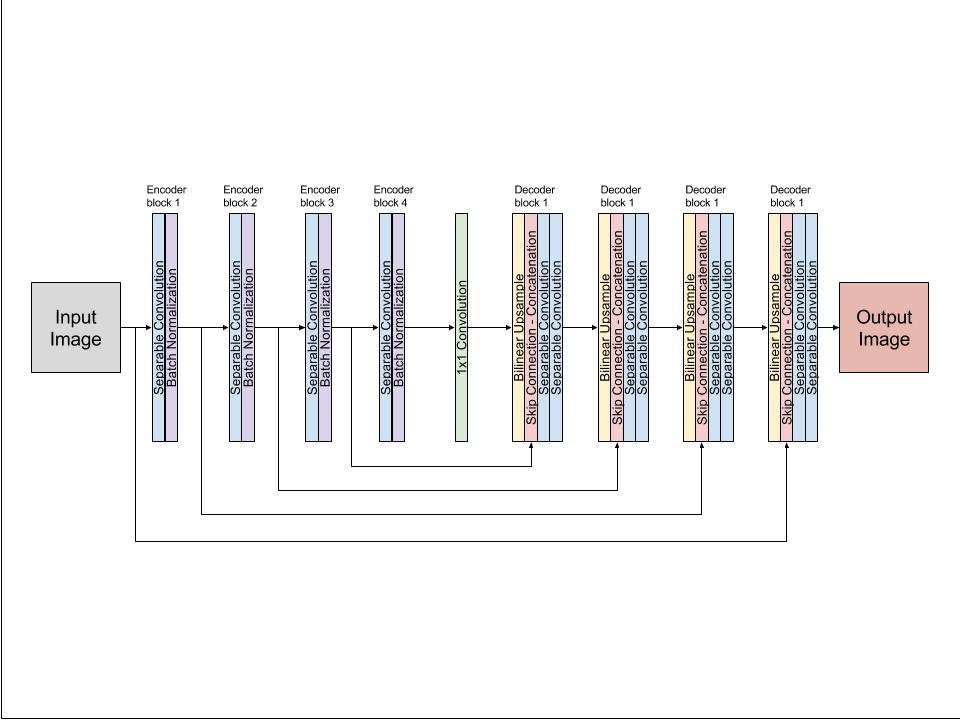 Encoder
block 1
Encoder
block 2
Encoder
block 3
Encoder
block 4
Decoder
block 1
Decoder
block 1
Decoder
block 1
Decoder
block 1
Input
Image
Separable Convolution
Batch Normalization
Separable Convolution
Batch Normalization
Separable Convolution
Batch Normalization
Separable Convolution
Batch Normalization
1x1 Convolution
Bilinear Upsample
Skip Connection - Concatenation
Separable Convolution
Separable Convolution
Bilinear Upsample
Skip Connection - Concatenation
Separable Convolution
Separable Convolution
Bilinear Upsample
Skip Connection - Concatenation
Separable Convolution
Separable Convolution
Bilinear Upsample
Skip Connection - Concatenation
Separable Convolution
Separable Convolution
Output
Image